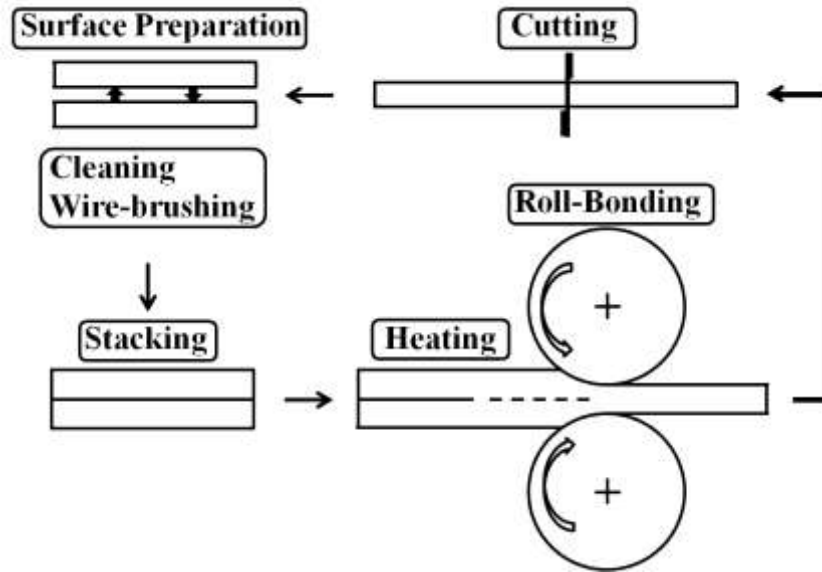 Surface Preparation
Cutting
Cleaning
Wire-brushing
Roll-Bonding
Stacking
Heating